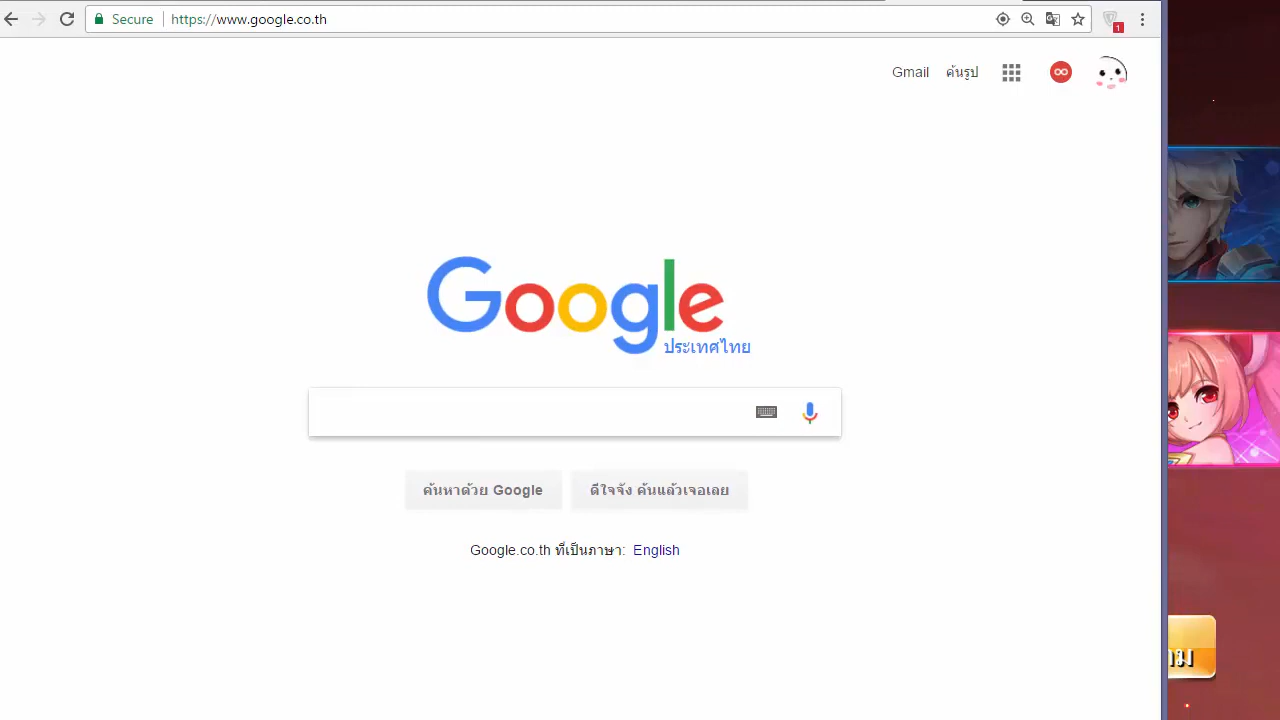 Secure https://www.google.co.th
1
Gmail ค้นรูป
Google
ประเทศไทย
ค้นหาด้วย Google ดีใจจัง ค้นแล้วเจอเลย
Google.co.th ที่เป็นภาษา: English